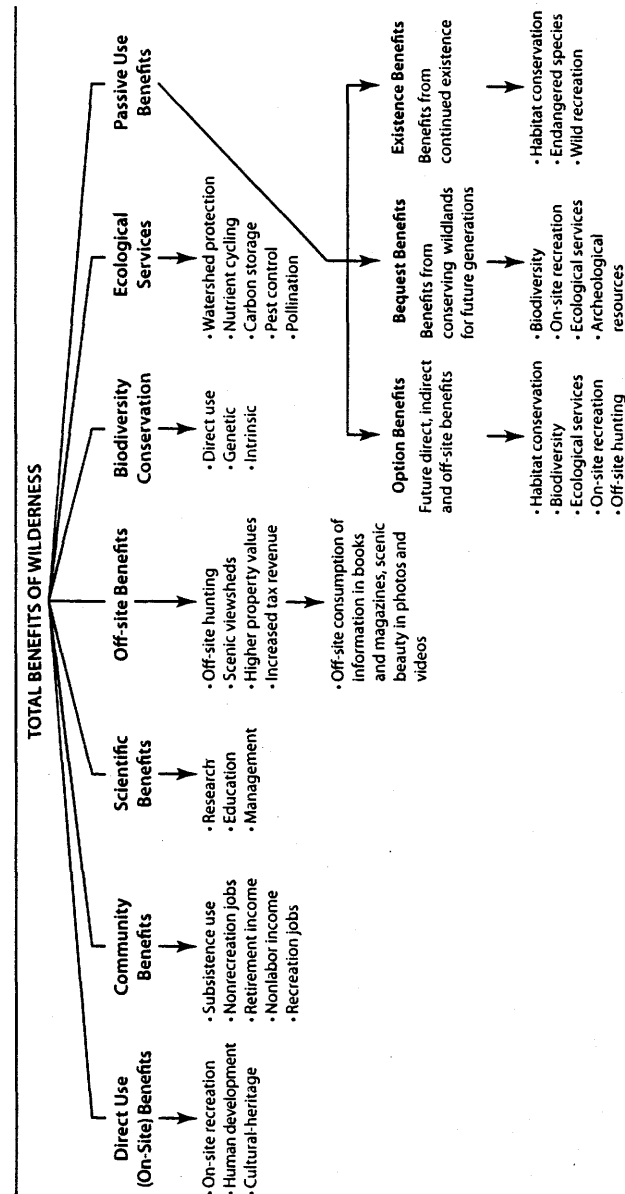 TOTAL BENEFITS OF WILDERNESS
Direct Use
(On-Site) Benefits
• On-site recreation
• Human development
• Cultural-heritage
Community
Benefits
• Subsistence use
• Nonrecreation jobs
• Retirement income
• Nonlabor income
• Recreation jobs
Scientific
Benefits
• Research
• Education
• Management
Off-site Benefits
• Off-site hunting
• Scenic viewsheds
• Higher property values
• Increased tax revenue
• Off-site consumption of
information in books
and magazines, scenic
beauty in photos and
videos
Biodiversity
Conservation
• Direct use
• Genetic
• Intrinsic
Ecological
Services
• Watershed protection
• Nutrient cycling
• Carbon storage
• Pest control
• Pollination
Passive Use
Benefits
Option Benefits
Future direct, indirect
and off-site benefits
• Habitat conservation
• Biodiversity
• Ecological services
• On-site recreation
• Off-site hunting
Bequest Benefits
Benefits from
conserving wildlands
for future generations
• Biodiversity
• On-site recreation
• Ecological services
• Archeological
resources
Existence Benefits
Benefits from
continued existence
• Habitat conservation
• Endangered species
• Wild recreation